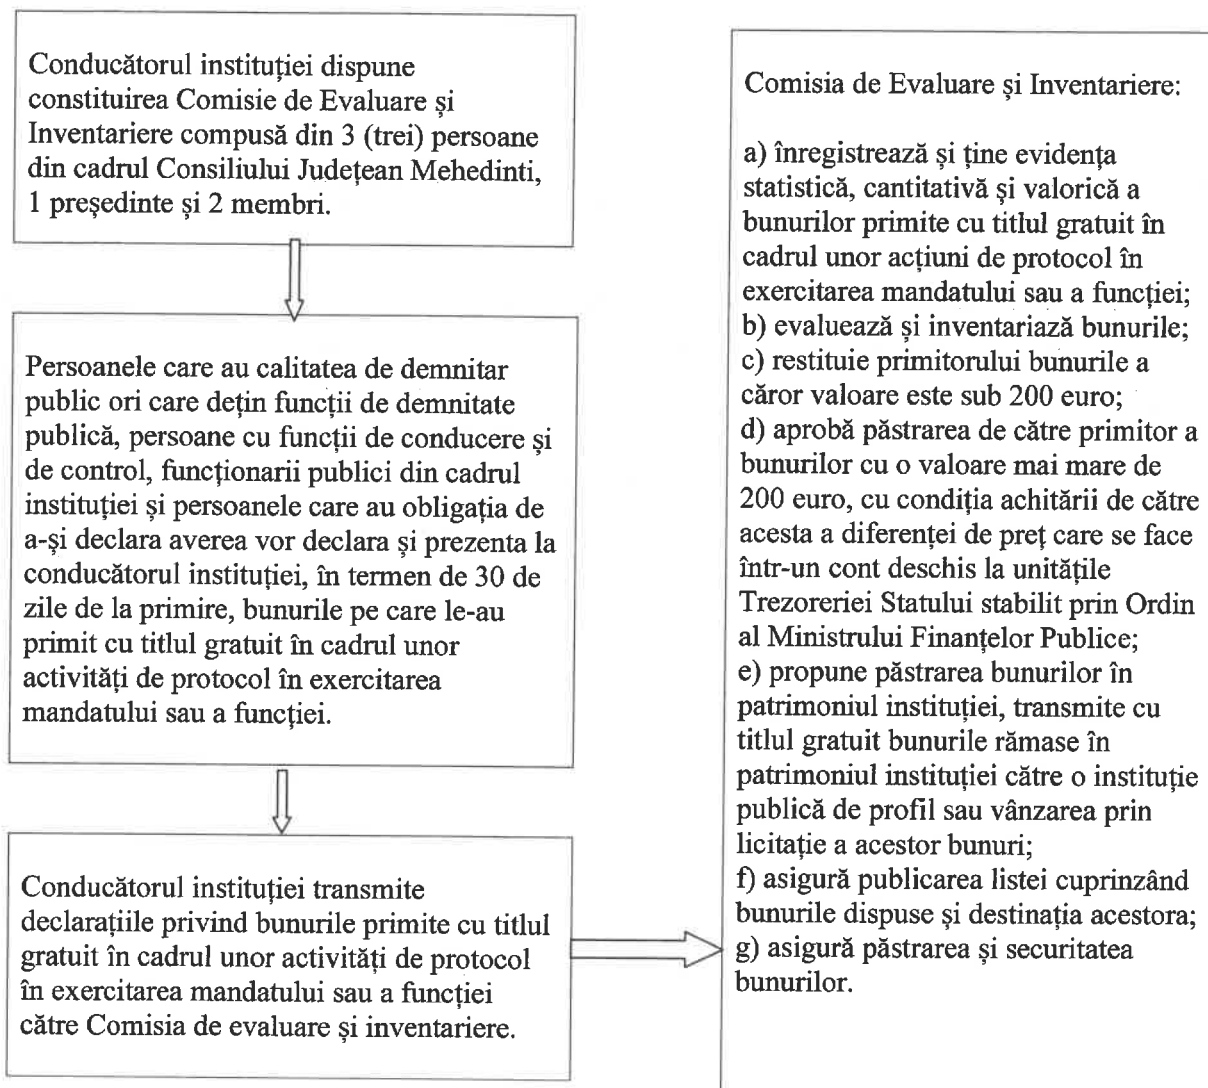 Conducătorul instituției dispune
constituirea Comisie de Evaluare și
Inventariere compusă din 3 (trei) persoane
din cadrul Consiliului Județean Mehedinti,
1 președinte și 2 membri.
Persoanele care au calitatea de demnitar
public ori care dețin funcții de demnitate
publică, persoane cu funcții de conducere și
de control, funcționarii publici din cadrul
instituției și persoanele care au obligația de
a-și declara averea vor declara și prezenta la
conducătorul instituției, în termen de 30 de
zile de la primire, bunurile pe care le-au
primit cu titlul gratuit în cadrul unor
activități de protocol în exercitarea
mandatului sau a funcției.
Conducătorul instituției transmite
declarațiile privind bunurile primite cu titlul
gratuit în cadrul unor activități de protocol
în exercitarea mandatului sau a funcției
către Comisia de evaluare și inventariere.
Comisia de Evaluare și Inventariere:
a) înregistrează și ține evidența
statistică, cantitativă și valorică a
bunurilor primite cu titlul gratuit în
cadrul unor acțiuni de protocol în
exercitarea mandatului sau a funcției;
b) evaluează și inventariază bunurile;
c) restituie primitorului bunurile a
căror valoare este sub 200 euro;
d) aprobă păstrarea de către primitor a
bunurilor cu o valoare mai mare de
200 euro, cu condiția achitării de către
acesta a diferenței de preț care se face
într-un cont deschis la unitățile
Trezoreriei Statului stabilit prin Ordin
al Ministrului Finanțelor Publice;
e) propune păstrarea bunurilor în
patrimoniul instituției, transmite cu
titlul gratuit bunurile rămase în
patrimoniul instituției către o instituție
publică de profil sau vânzarea prin
licitație a acestor bunuri;
f) asigură publicarea listei cuprinzând
bunurile dispuse și destinația acestora;
g) asigură păstrarea și securitatea
bunurilor.